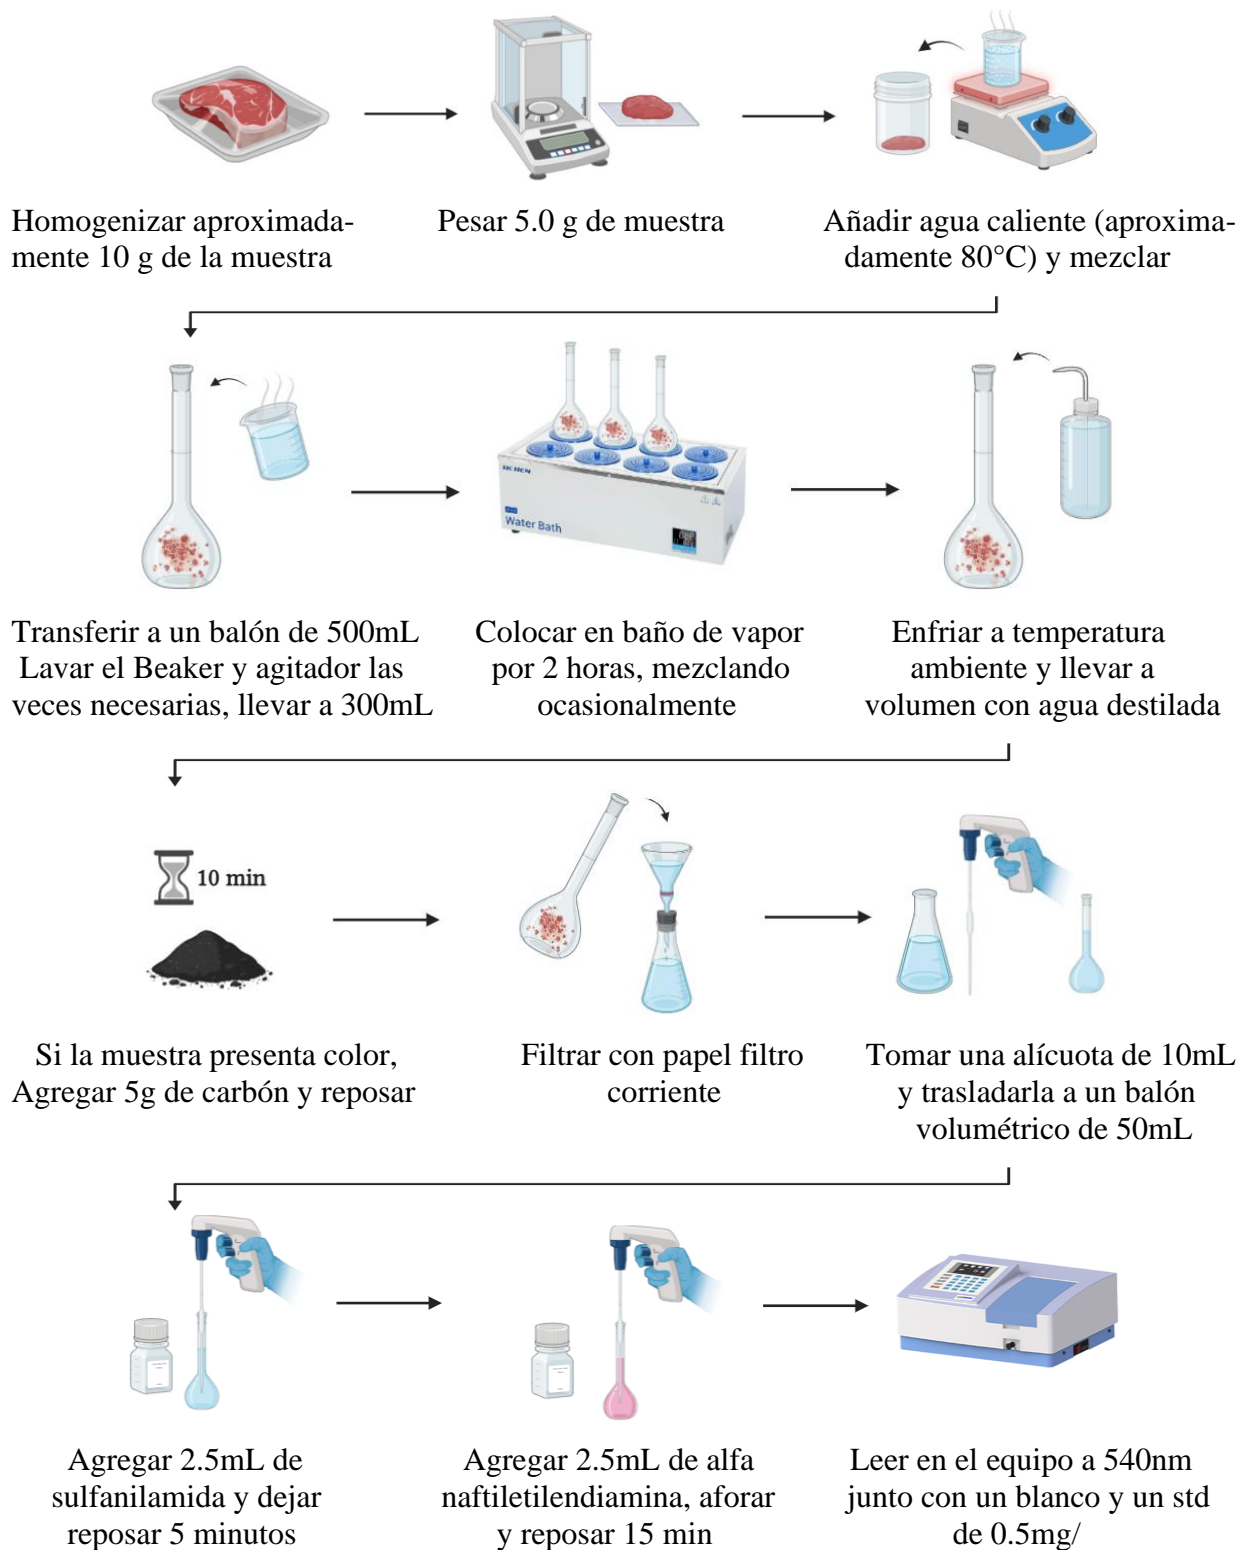 Homogenizar aproximada-
mente 10 g de la muestra
Pesar 5.0 g de muestra
Añadir agua caliente (aproxima-
damente 80°C) y mezclar
Water Bath
Transferir a un balón de 500mL
Lavar el Beaker y agitador las
veces necesarias, llevar a 300mL
Colocar en baño de vapor
por 2 horas, mezclando
ocasionalmente
Enfriar a temperatura
ambiente y llevar a
volumen con agua destilada
10 min
Si la muestra presenta color,
Agregar 5g de carbón y reposar
Filtrar con papel filtro
corriente
Tomar una alícuota de 10mL
y trasladarla a un balón
volumétrico de 50mL
Agregar 2.5mL de
sulfanilamida y dejar
reposar 5 minutos
Agregar 2.5mL de alfa
naftiletilendiamina, aforar
y reposar 15 min
Leer en el equipo a 540nm
junto con un blanco y un std
de 0.5mg/